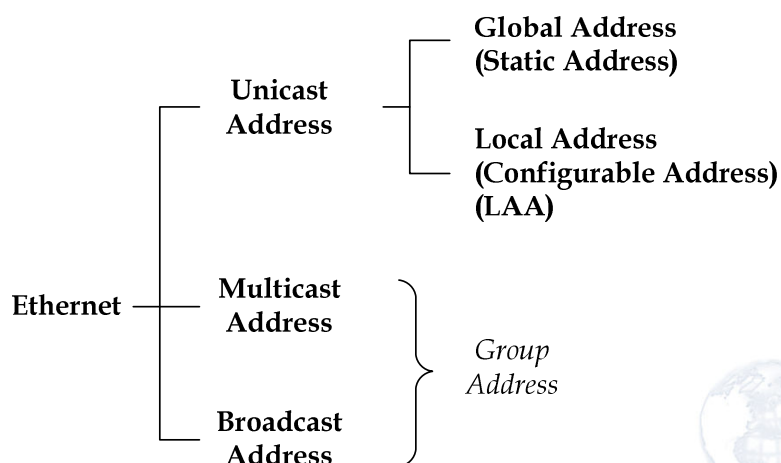 Global Address
(Static Address)
Unicast
Address
Local Address
(Configurable Address)
(LAA)
Ethernet
Multicast
Address
Group
Address
Broadcast
Address